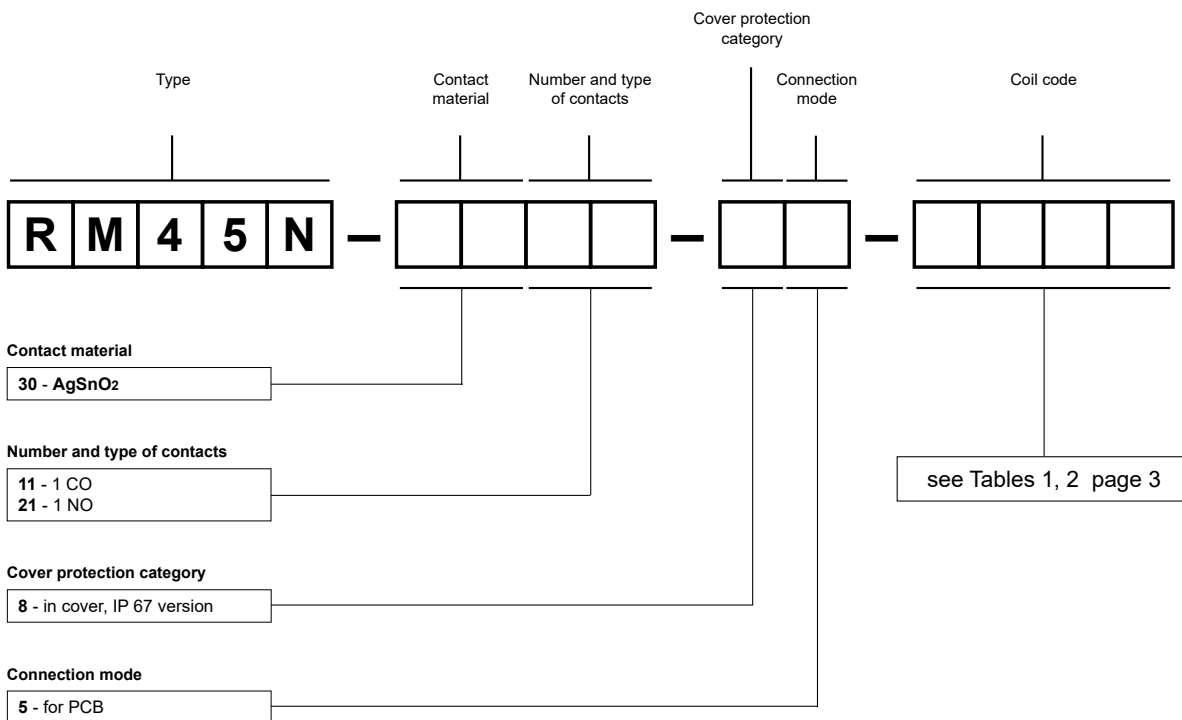 Cover protection
category
Type
Contact
material
Number and type
of contacts
Connection
mode
Coil code
RM45N – –  –
Contact material
30 - AgSnO2
Number and type of contacts
11 - 1 CO
21 - 1 NO
see Tables 1, 2 page 3
Cover protection category
8 - in cover, IP 67 version
Connection mode
5 - for PCB